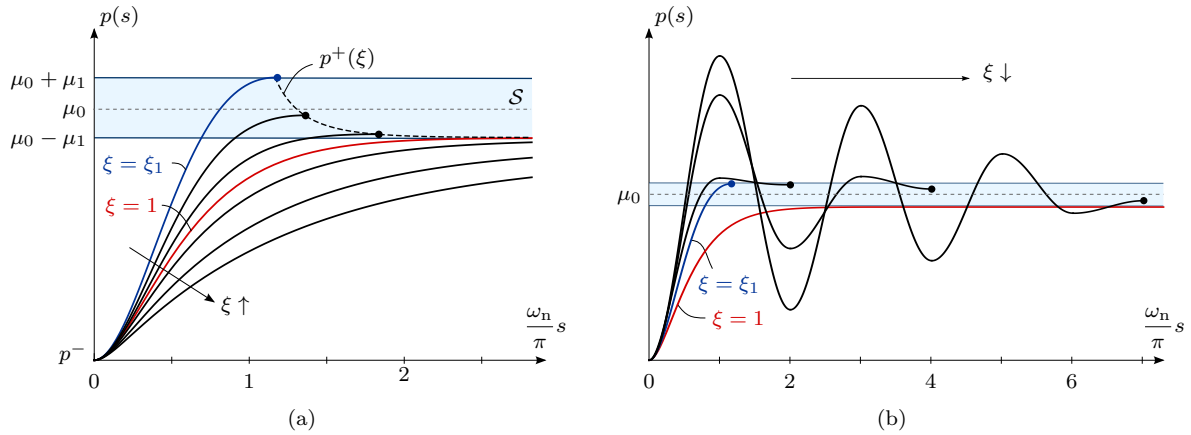 p(s)
μ₀ + μ₁
p⁺(ξ)
μ₀
𝒮
μ₀ − μ₁
ξ = ξ₁
ξ = 1
ξ ↑
p⁻
ωₙ/π s
0 1 2
(a)
p(s)
ξ ↓
μ₀
ξ = ξ₁
ξ = 1
ωₙ/π s
0 2 4 6
(b)